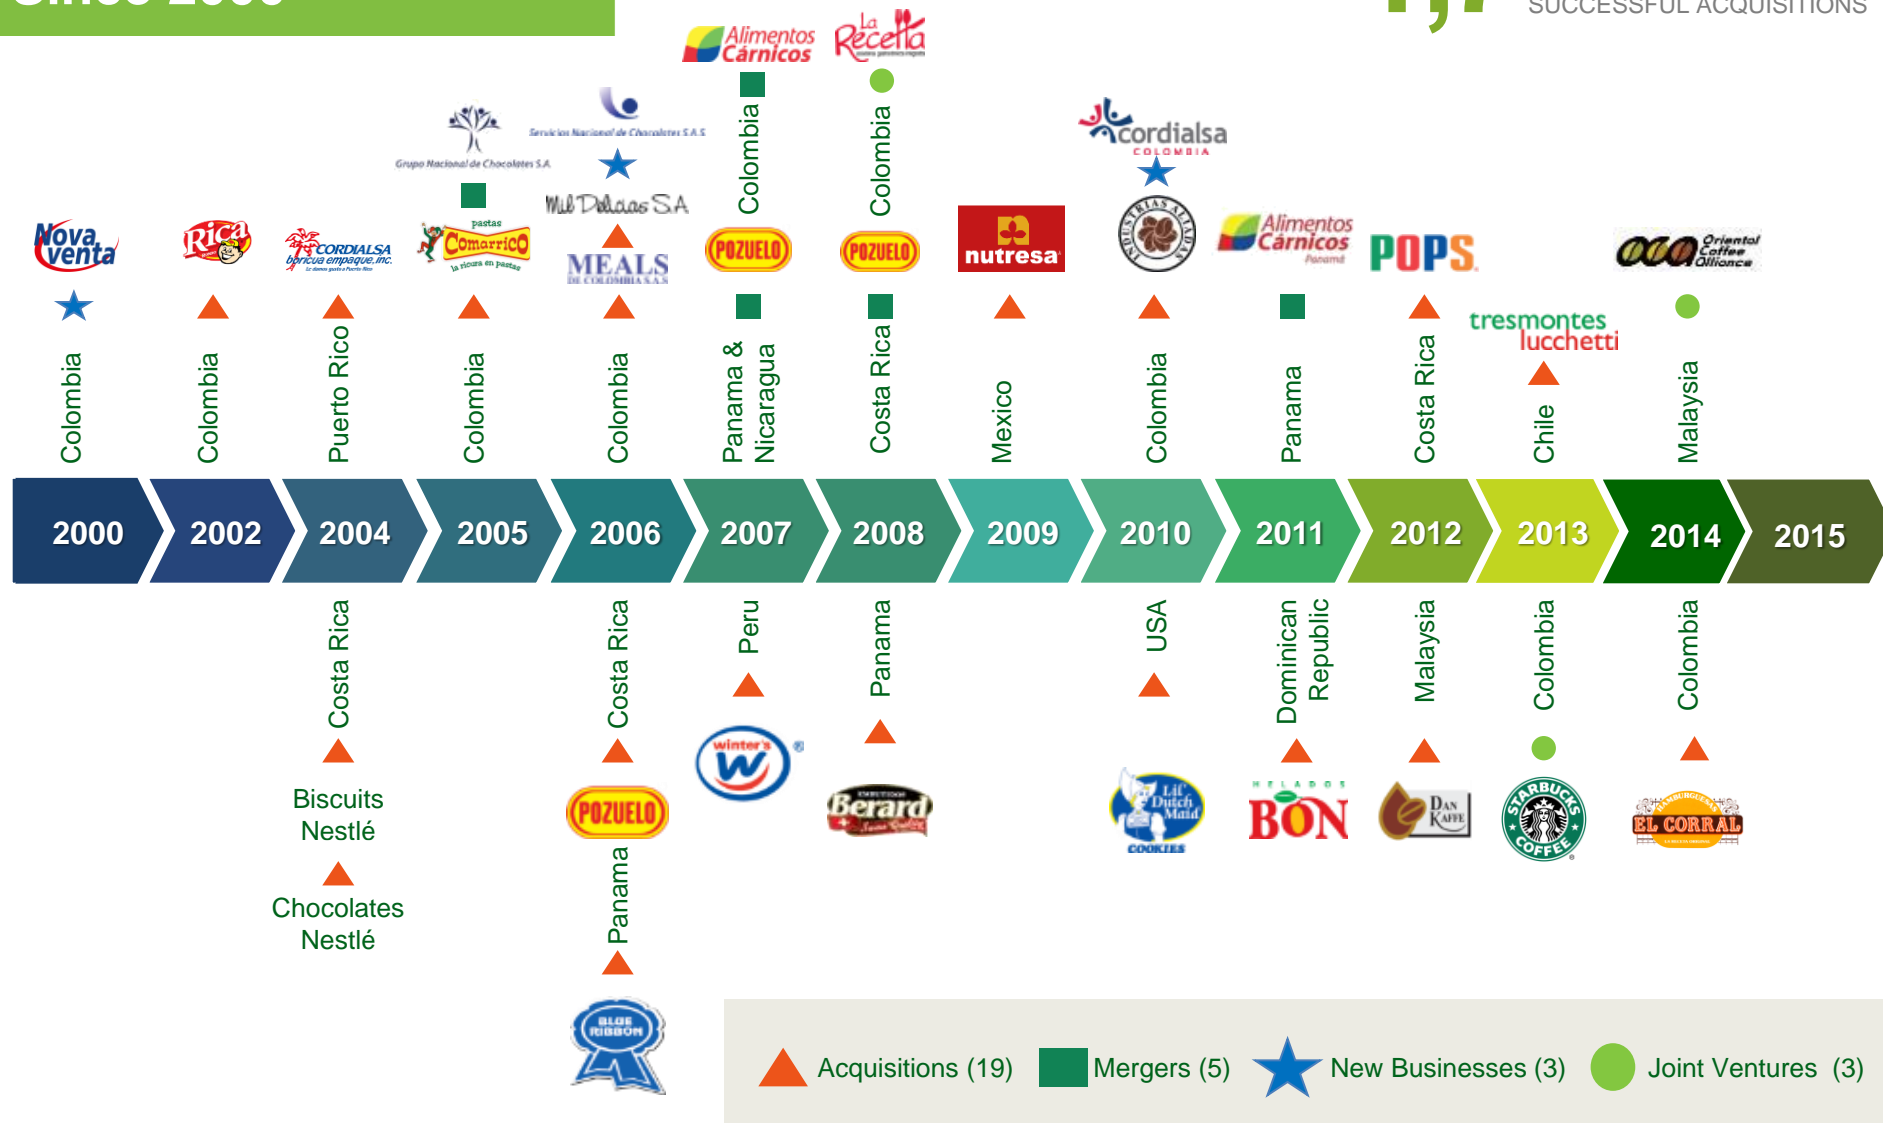 SUCCESSFUL ACQUISITIONS
Alimentos
Cárnicos
La
Receta
Colombia
Colombia
Grupo Nacional de Chocolates S.A.
Servicios Nacional de Chocolates S.A.S
Mil Delicias S.A
cordialsa
COLOMBIA
Nova
venta
Rica
CORDIALSA
boricua empaque, inc.
pastas
Comarrico
la ricura en pastas
MEALS
DE COLOMBIA S.A.S
POZUELO
POZUELO
nutresa
INDUSTRIAS ALIADAS
Alimentos
Cárnicos
Panamá
POPS
tresmontes
lucchetti
Oriental
Coffee
Alliance
Colombia
Colombia
Puerto Rico
Colombia
Colombia
Panama &
Nicaragua
Costa Rica
Mexico
Colombia
Panama
Costa Rica
Chile
Malaysia
2000
2002
2004
2005
2006
2007
2008
2009
2010
2011
2012
2013
2014
2015
Costa Rica
Biscuits
Nestlé
Chocolates
Nestlé
Costa Rica
POZUELO
Panama
BLUE
RIBBON
Peru
winter's
W
®
Panama
Berard
USA
Lil'
Dutch
Maid
COOKIES
Dominican
Republic
HELADOS
BON
Malaysia
DAN
KAFFE
Colombia
STARBUCKS
COFFEE
Colombia
HAMBURGUESAS
EL CORRAL
Acquisitions (19)
Mergers (5)
New Businesses (3)
Joint Ventures (3)